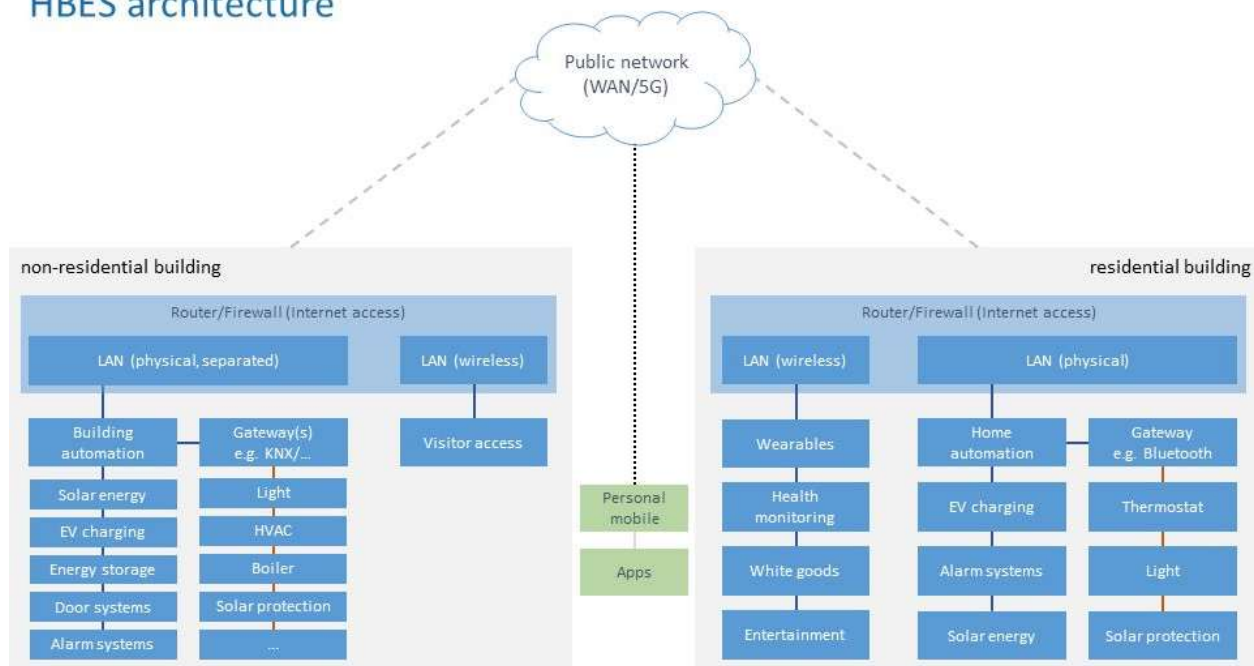 HBES architecture
Public network
(WAN/5G)
non-residential building
Router/Firewall (Internet access)
LAN (physical, separated)
LAN (wireless)
Building
automation
Gateway(s)
e.g. KNX/...
Visitor access
Solar energy
Light
EV charging
HVAC
Energy storage
Boiler
Door systems
Solar protection
Alarm systems
...
Personal
mobile
Apps
residential building
Router/Firewall (Internet access)
LAN (wireless)
LAN (physical)
Wearables
Home
automation
Gateway
e.g. Bluetooth
Health
monitoring
EV charging
Thermostat
White goods
Alarm systems
Light
Entertainment
Solar energy
Solar protection